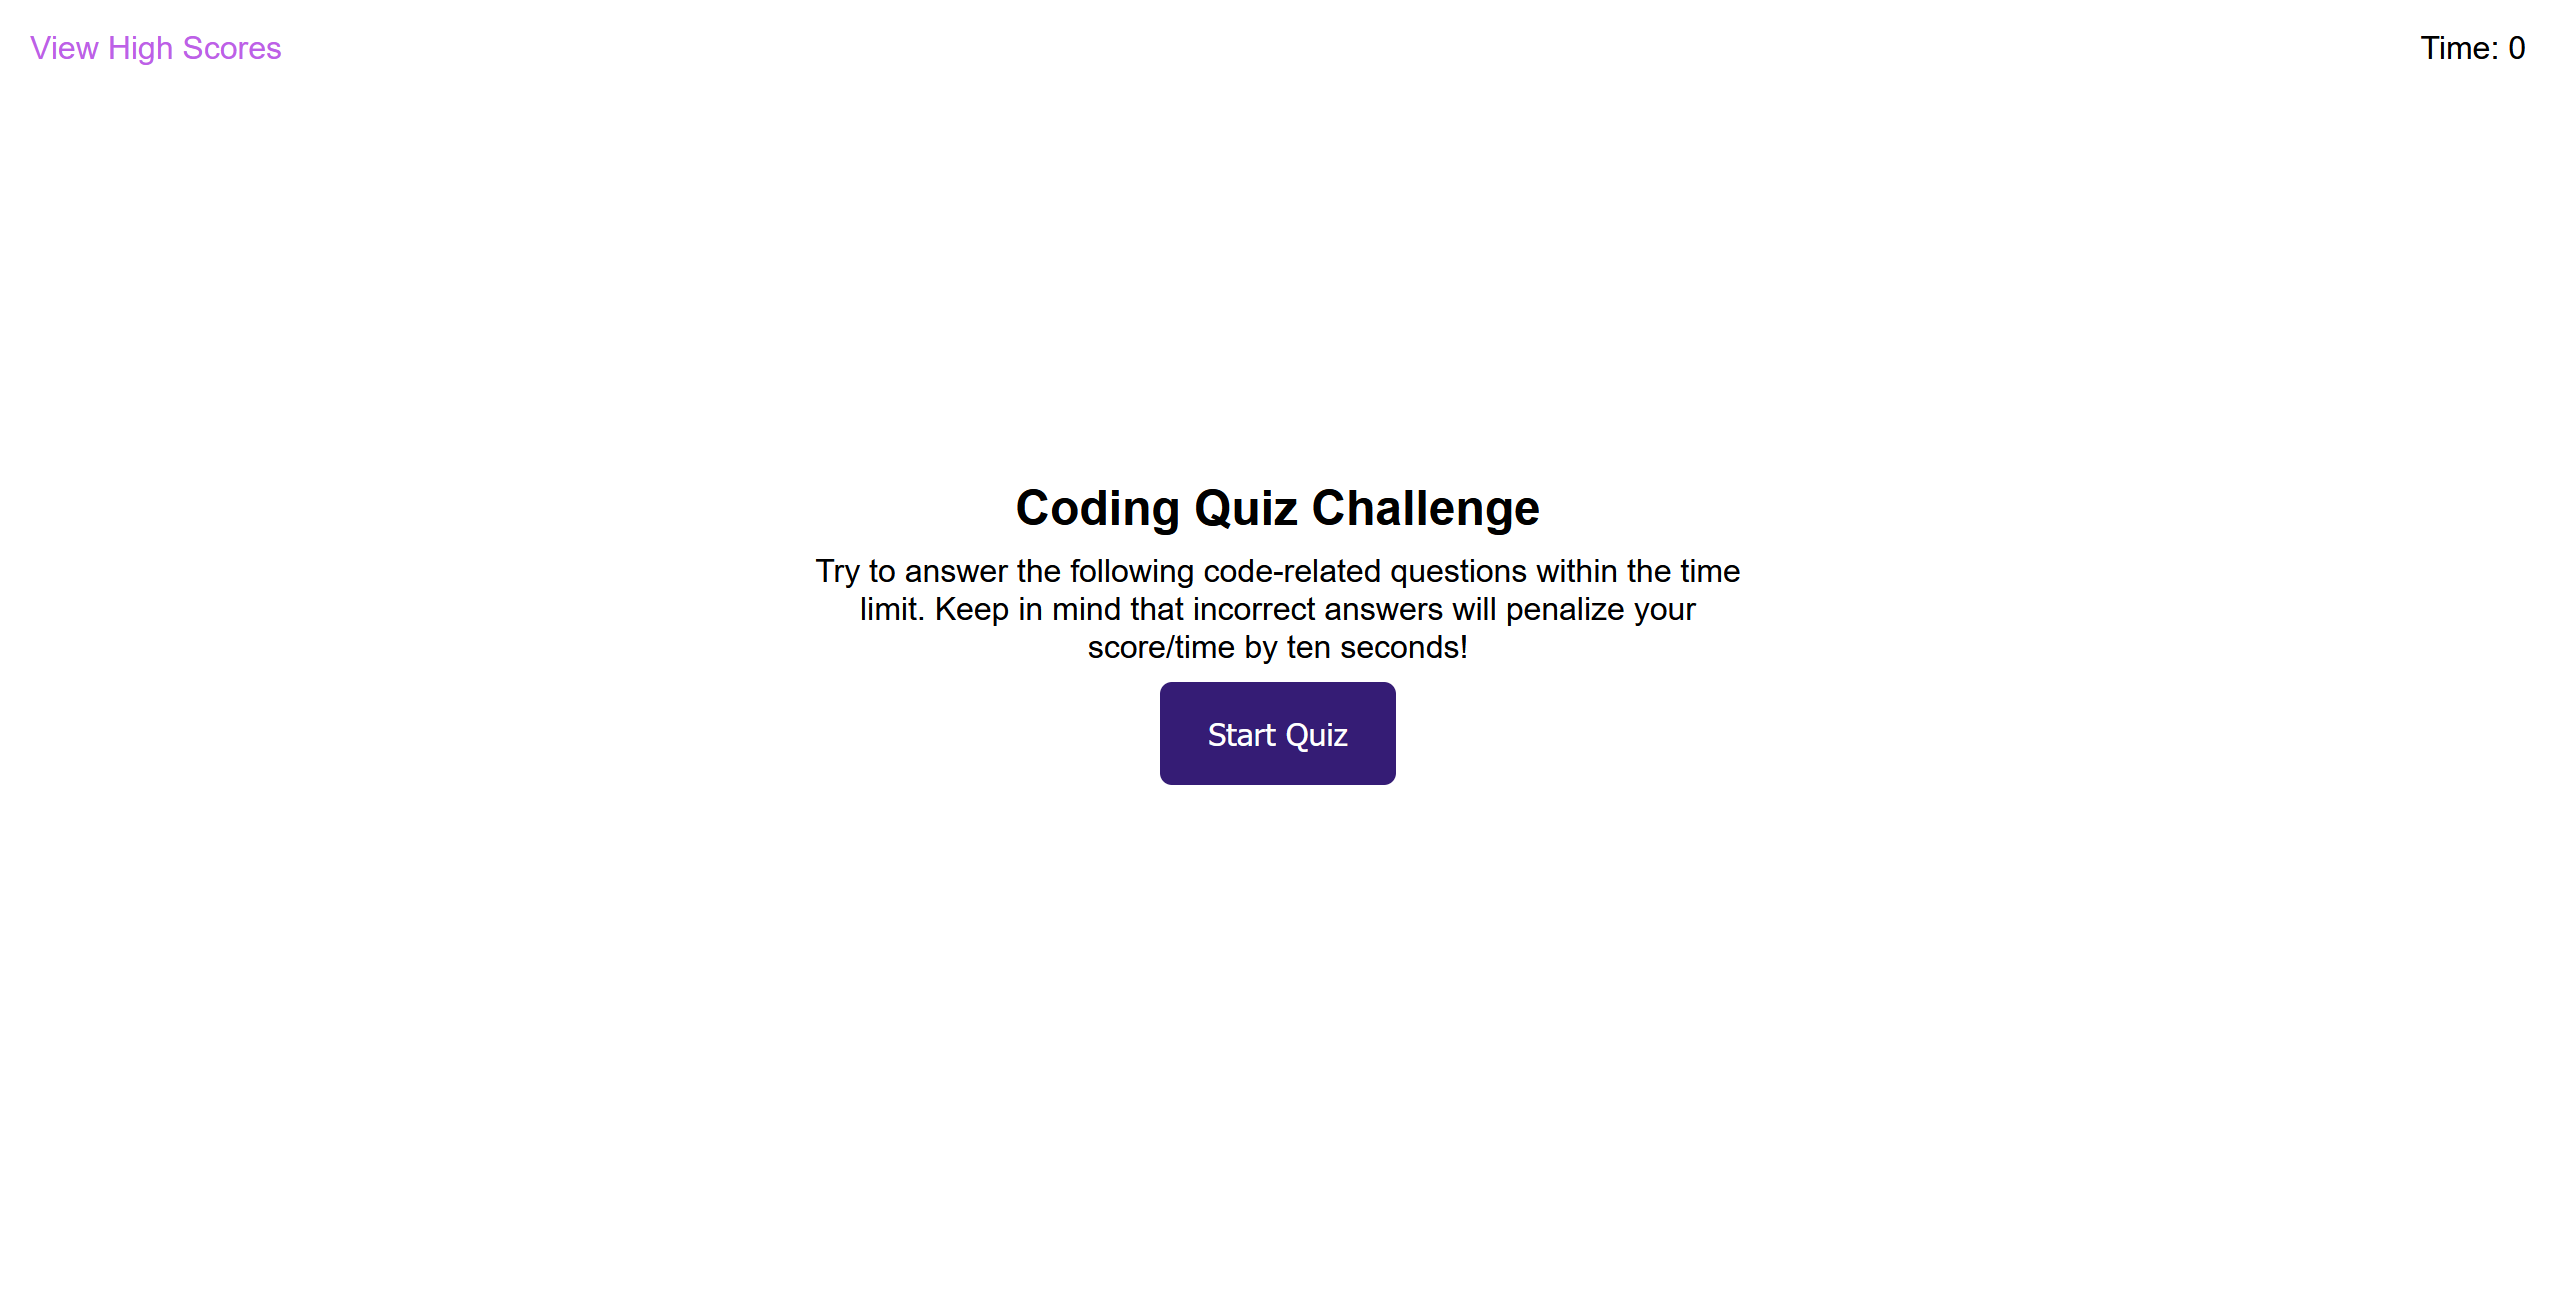 View High Scores
Time: 0
Coding Quiz Challenge
Try to answer the following code-related questions within the time
limit. Keep in mind that incorrect answers will penalize your
score/time by ten seconds!
Start Quiz